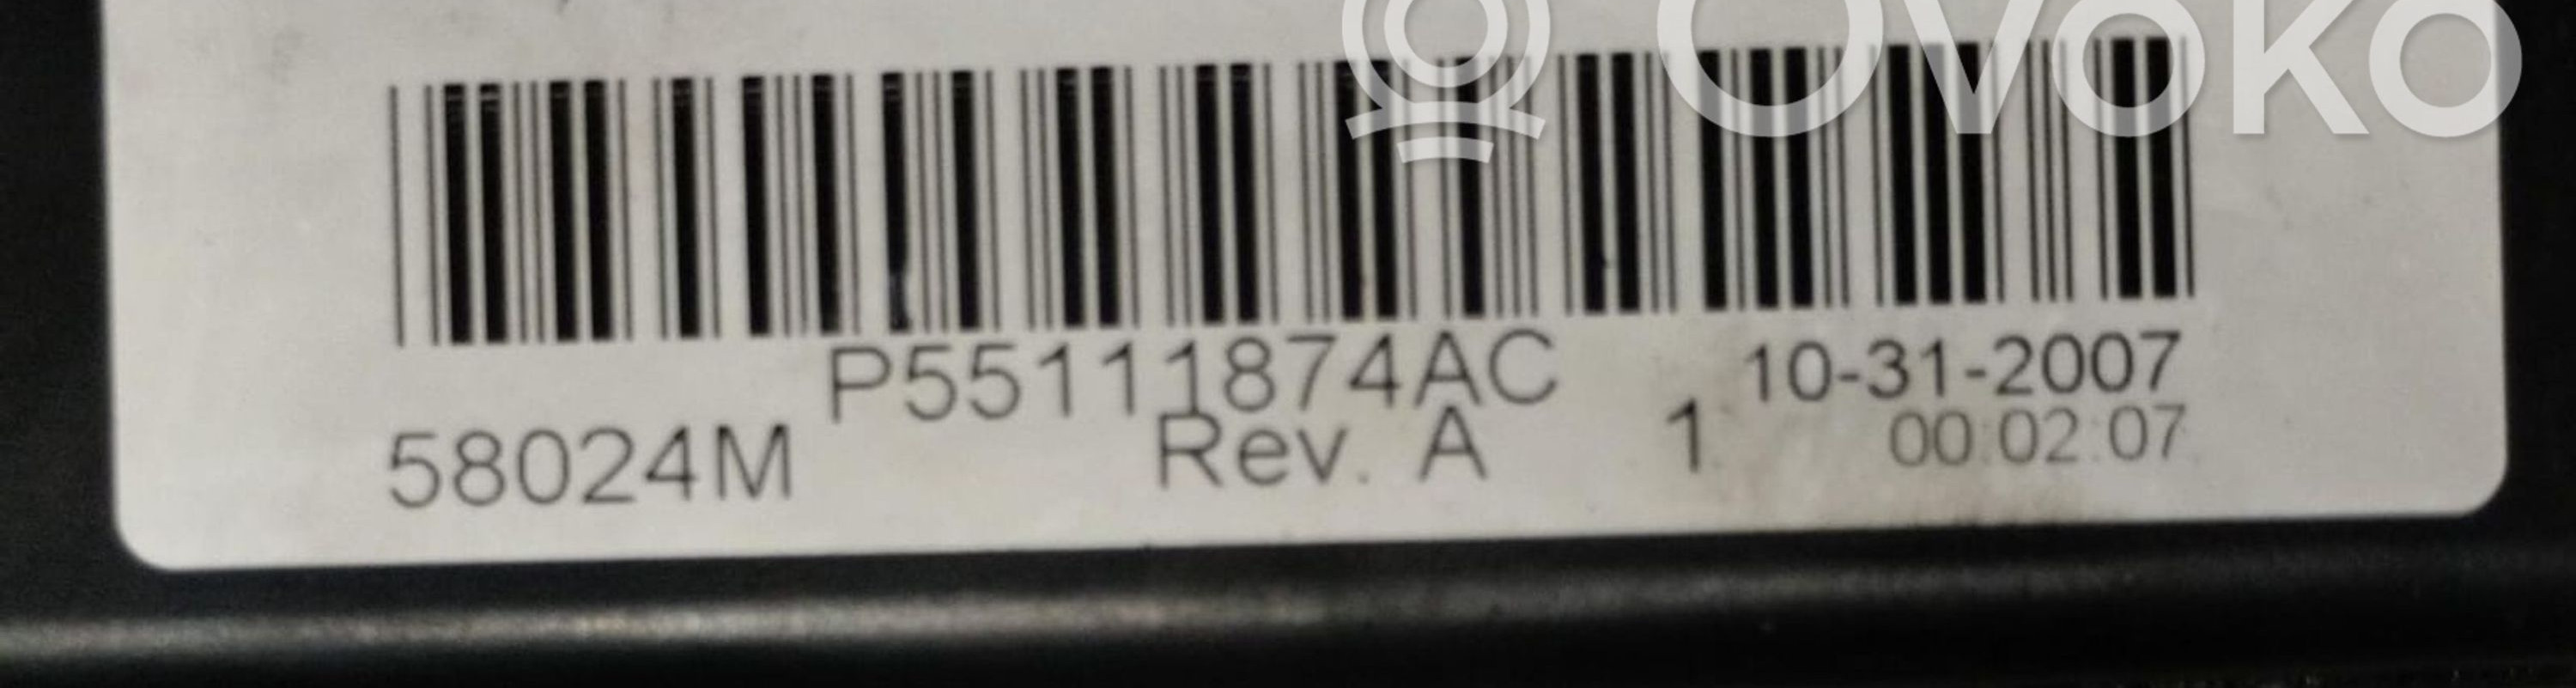 OVOKO
P55111874AC 10-31-2007
58024M Rev. A 1 00:02:07